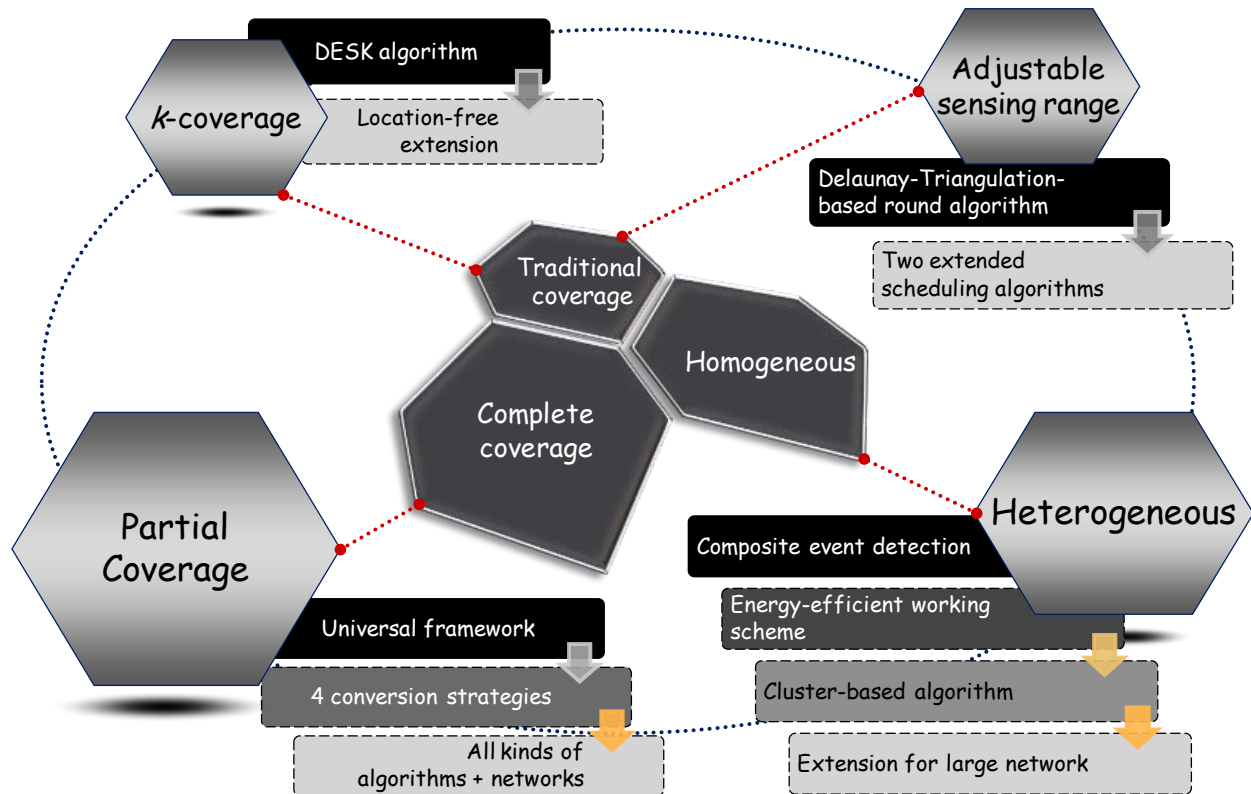 k-coverage
DESK algorithm
Location-free
extension
Adjustable
sensing range
Delaunay-Triangulation-
based round algorithm
Two extended
scheduling algorithms
Traditional
coverage
Homogeneous
Complete
coverage
Partial
Coverage
Universal framework
4 conversion strategies
All kinds of
algorithms + networks
Heterogeneous
Composite event detection
Energy-efficient working
scheme
Cluster-based algorithm
Extension for large network